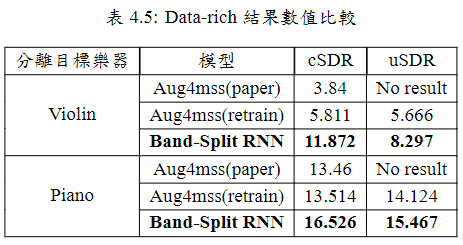 表 4.5: Data-rich 結果數值比較
分離目標樂器 模型 cSDR uSDR
Violin Aug4mss(paper) 3.84 No result
Aug4mss(retrain) 5.811 5.666
Band-Split RNN 11.872 8.297
Piano Aug4mss(paper) 13.46 No result
Aug4mss(retrain) 13.514 14.124
Band-Split RNN 16.526 15.467